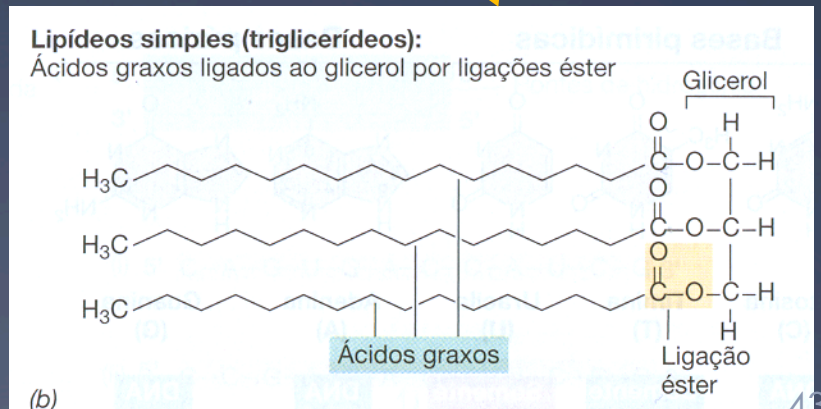 Lipídeos simples (triglicerídeos):
Ácidos graxos ligados ao glicerol por ligações éster
Glicerol
O H
C–O–C–H
H₃C
O
C–O–C–H
H₃C
O
C–O–C–H
H₃C
H
Ácidos graxos
Ligação
éster
(b)
43